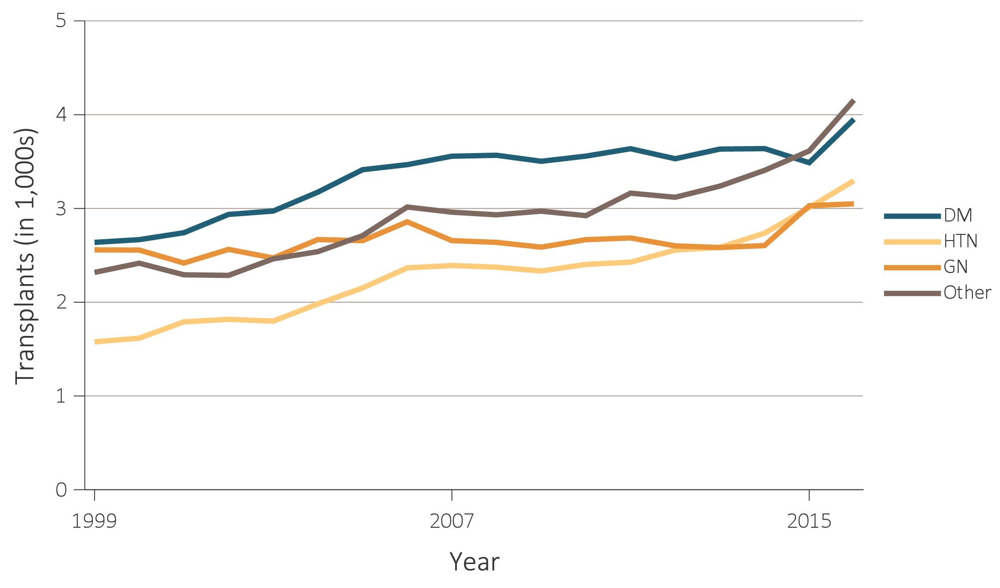 Transplants (in 1,000s)
5
4
3
2
1
0
1999
2007
2015
Year
DM
HTN
GN
Other